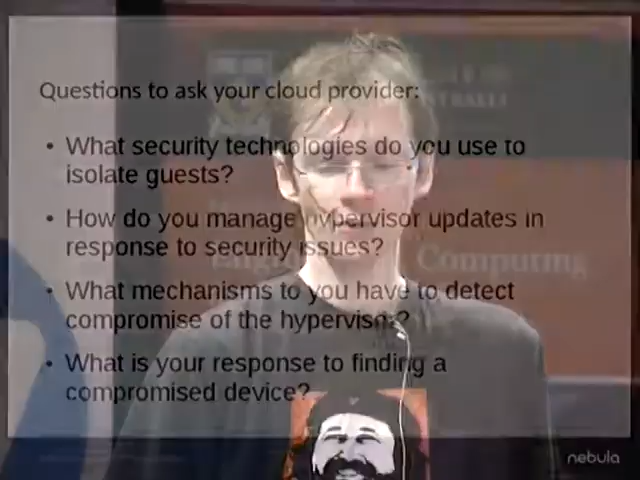 Questions to ask your cloud provider:
• What security technologies do you use to
isolate guests?
• How do you manage hypervisor updates in
response to security issues?
• What mechanisms to you have to detect
compromise of the hypervisor?
• What is your response to finding a
compromised device?
Computing
nebula